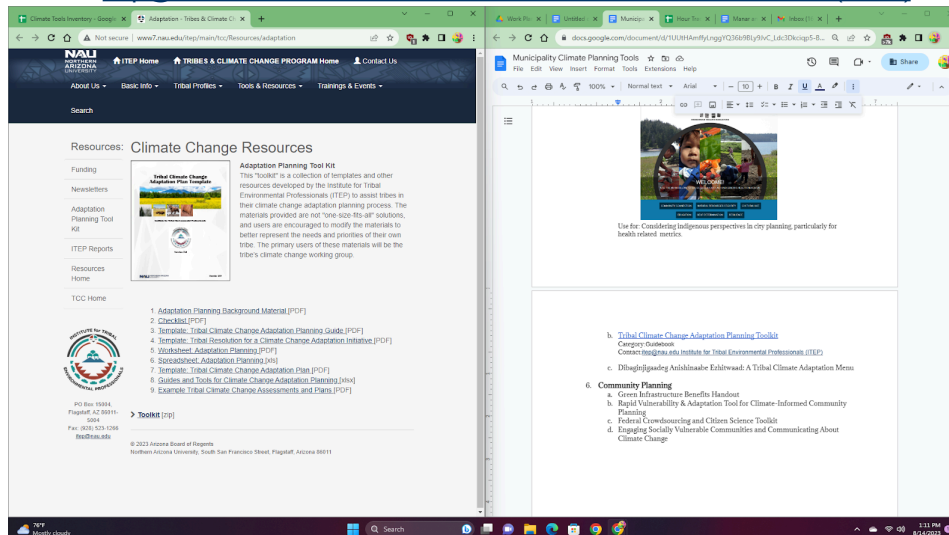 Climate Tools Inventory - Google
Adaptation - Tribes & Climate C
Not secure | www7.nau.edu/itep/main/tcc/Resources/adaptation
NAU
NORTHERN
ARIZONA
UNIVERSITY
ITEP Home
TRIBES & CLIMATE CHANGE PROGRAM Home
Contact Us
About Us
Basic Info
Tribal Profiles
Tools & Resources
Trainings & Events
Search
Resources:
Funding
Newsletters
Adaptation
Planning Tool
Kit
ITEP Reports
Resources
Home
TCC Home
INSTITUTE for TRIBAL
ENVIRONMENTAL PROFESSIONALS
PO Box 15004,
Flagstaff, AZ 86011-
5004
Fax: (928) 523-1266
itep@nau.edu
Climate Change Resources
Tribal Climate Change
Adaptation Plan Template
Adaptation Planning Tool Kit
This "toolkit" is a collection of templates and other
resources developed by the Institute for Tribal
Environmental Professionals (ITEP) to assist tribes in
their climate change adaptation planning process. The
materials provided are not "one-size-fits-all" solutions,
and users are encouraged to modify the materials to
better represent the needs and priorities of their own
tribe. The primary users of these materials will be the
tribe's climate change working group.
1. Adaptation Planning Background Material [PDF]
2. Checklist [PDF]
3. Template: Tribal Climate Change Adaptation Planning Guide [PDF]
4. Template: Tribal Resolution for a Climate Change Adaptation Initiative [PDF]
5. Worksheet: Adaptation Planning [PDF]
6. Spreadsheet: Adaptation Planning [xls]
7. Template: Tribal Climate Change Adaptation Plan [PDF]
8. Guides and Tools for Climate Change Adaptation Planning [xlsx]
9. Example Tribal Climate Change Assessments and Plans [PDF]
Toolkit [zip]
© 2023 Arizona Board of Regents
Northern Arizona University, South San Francisco Street, Flagstaff, Arizona 86011
Work Pl
Untitled
Municip
Hour Tra
Inbox (1
docs.google.com/document/d/
Municipality Climate Planning Tools
File Edit View Insert Format Tools Extensions Help
Share
100%
Normal text
Arial
10
B I U A
WELCOME!
Use for: Considering indigenous perspectives in city planning, particularly for
health related metrics.
b. Tribal Climate Change Adaptation Planning Toolkit
Category: Guidebook
Contact: itep@nau.edu Institute for Tribal Environmental Professionals (ITEP)
c. Dibaginjigaadeg Anishinaabe Ezhitwaad: A Tribal Climate Adaptation Menu
6. Community Planning
a. Green Infrastructure Benefits Handout
b. Rapid Vulnerability & Adaptation Tool for Climate-Informed Community
Planning
c. Federal Crowdsourcing and Citizen Science Toolkit
d. Engaging Socially Vulnerable Communities and Communicating About
Climate Change
76°F
Mostly cloudy
Search
1:11 PM
8/14/2023